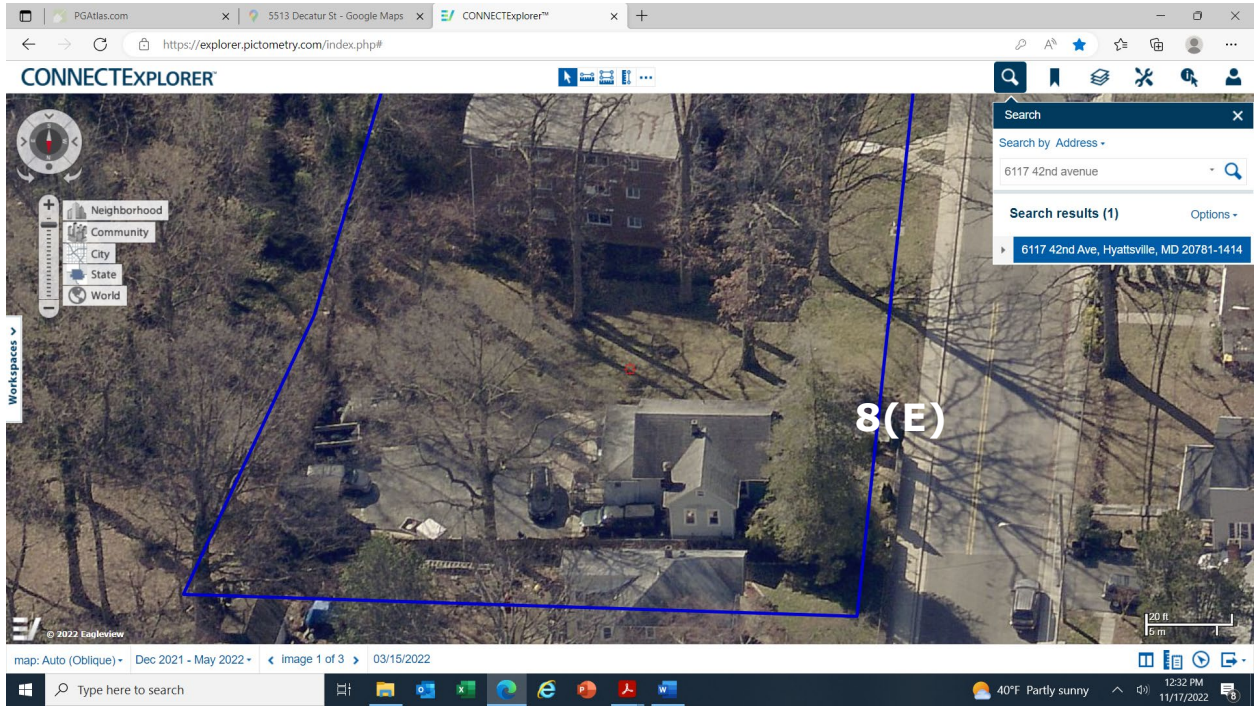 PGAtlas.com
5513 Decatur St - Google Maps
CONNECTExplorer™
https://explorer.pictometry.com/index.php#
CONNECTEXPLORER™
Search
Search by Address
6117 42nd avenue
Search results (1) Options
6117 42nd Ave, Hyattsville, MD 20781-1414
N
Neighborhood
Community
City
State
World
Workspaces
8(E)
© 2022 Eagleview
20 ft
5 m
map: Auto (Oblique) Dec 2021 - May 2022 image 1 of 3 03/15/2022
Type here to search
40°F Partly sunny
12:32 PM
11/17/2022
8